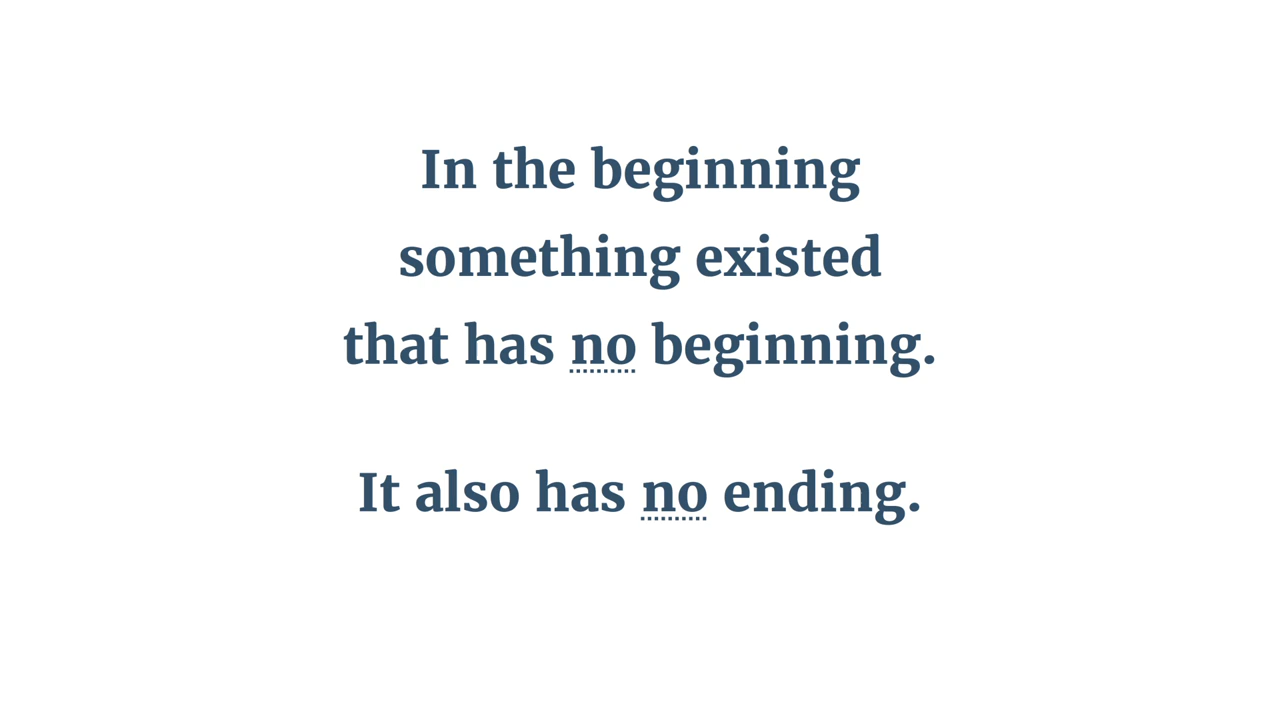 In the beginning
something existed
that has no beginning.
It also has no ending.